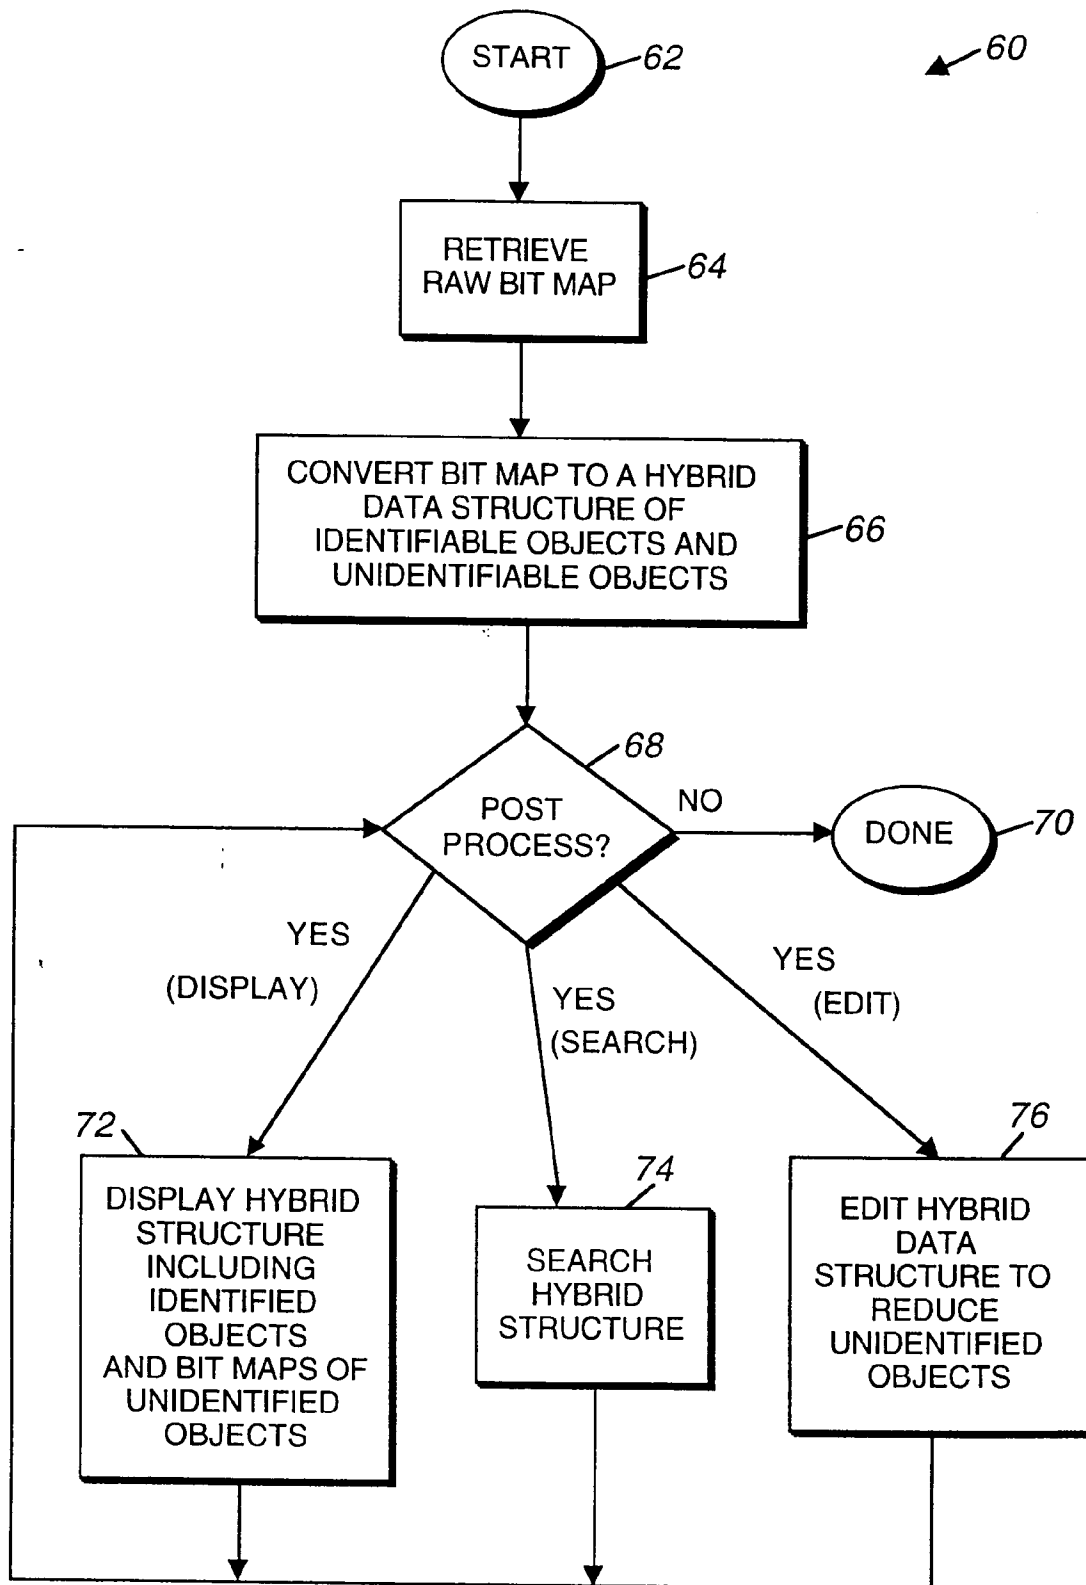 START
62
60
RETRIEVE
RAW BIT MAP
64
CONVERT BIT MAP TO A HYBRID
DATA STRUCTURE OF
IDENTIFIABLE OBJECTS AND
UNIDENTIFIABLE OBJECTS
66
68
POST
PROCESS?
NO
DONE
70
YES
(DISPLAY)
YES
(SEARCH)
YES
(EDIT)
72
DISPLAY HYBRID
STRUCTURE
INCLUDING
IDENTIFIED
OBJECTS
AND BIT MAPS OF
UNIDENTIFIED
OBJECTS
74
SEARCH
HYBRID
STRUCTURE
76
EDIT HYBRID
DATA
STRUCTURE TO
REDUCE
UNIDENTIFIED
OBJECTS